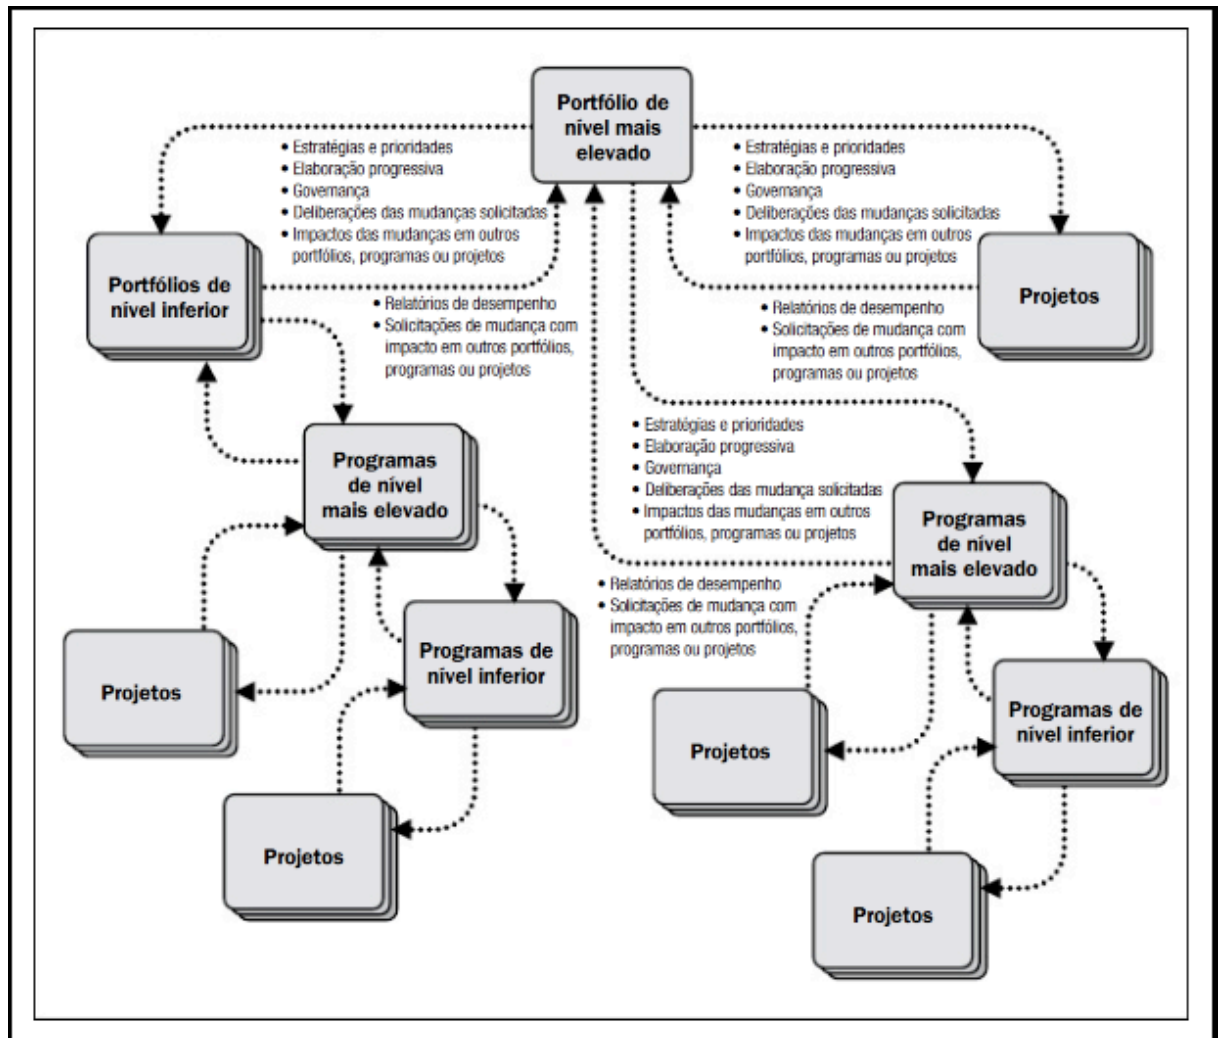 Portfólio de
nível mais
elevado
• Estratégias e prioridades
• Elaboração progressiva
• Governança
• Deliberações das mudanças solicitadas
• Impactos das mudanças em outros
portfólios, programas ou projetos
• Estratégias e prioridades
• Elaboração progressiva
• Governança
• Deliberações das mudanças solicitadas
• Impactos das mudanças em outros
portfólios, programas ou projetos
Portfólios de
nível inferior
Projetos
• Relatórios de desempenho
• Solicitações de mudança com
impacto em outros portfólios,
programas ou projetos
• Relatórios de desempenho
• Solicitações de mudança com
impacto em outros portfólios,
programas ou projetos
Programas
de nível
mais elevado
• Estratégias e prioridades
• Elaboração progressiva
• Governança
• Deliberações das mudança solicitadas
• Impactos das mudanças em outros
portfólios, programas ou projetos
Programas
de nível
mais elevado
• Relatórios de desempenho
• Solicitações de mudança com
impacto em outros portfólios,
programas ou projetos
Projetos
Programas de
nível inferior
Projetos
Programas de
nível inferior
Projetos
Projetos